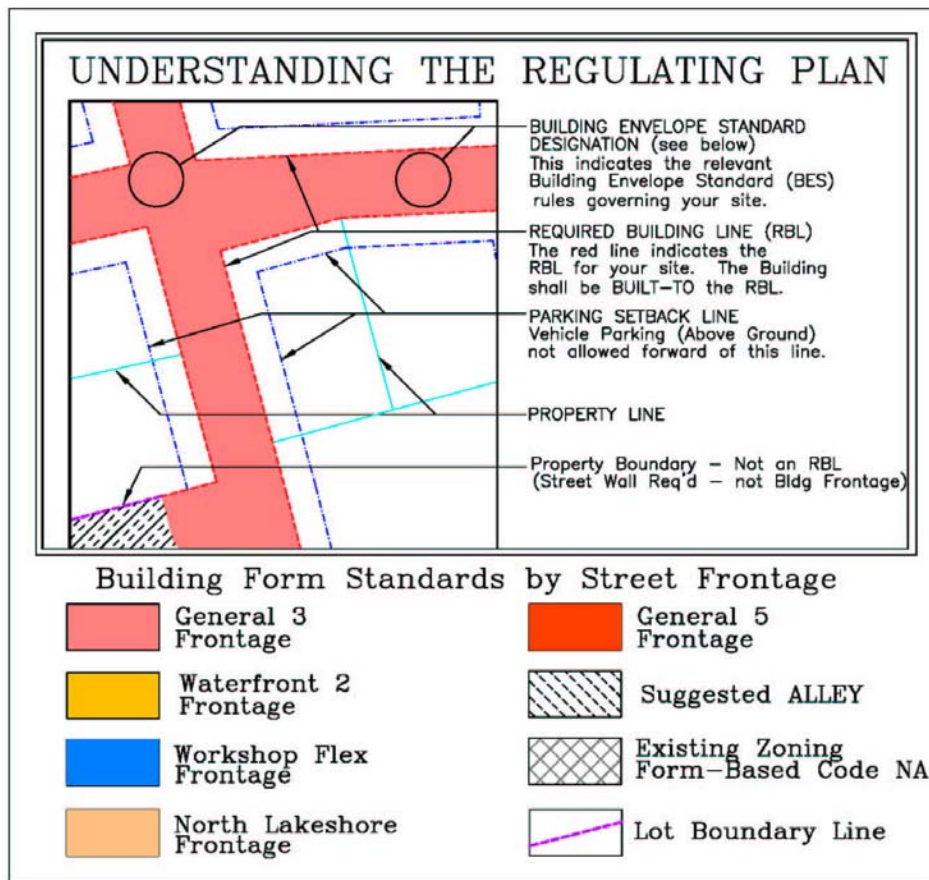 UNDERSTANDING THE REGULATING PLAN
BUILDING ENVELOPE STANDARD
DESIGNATION (see below)
This indicates the relevant
Building Envelope Standard (BES)
rules governing your site.
REQUIRED BUILDING LINE (RBL)
The red line indicates the
RBL for your site. The Building
shall be BUILT-TO the RBL.
PARKING SETBACK LINE
Vehicle Parking (Above Ground)
not allowed forward of this line.
PROPERTY LINE
Property Boundary - Not an RBL
(Street Wall Req'd - not Bldg Frontage)
Building Form Standards by Street Frontage
General 3
Frontage
Waterfront 2
Frontage
Workshop Flex
Frontage
North Lakeshore
Frontage
General 5
Frontage
Suggested ALLEY
Existing Zoning
Form-Based Code NA
Lot Boundary Line